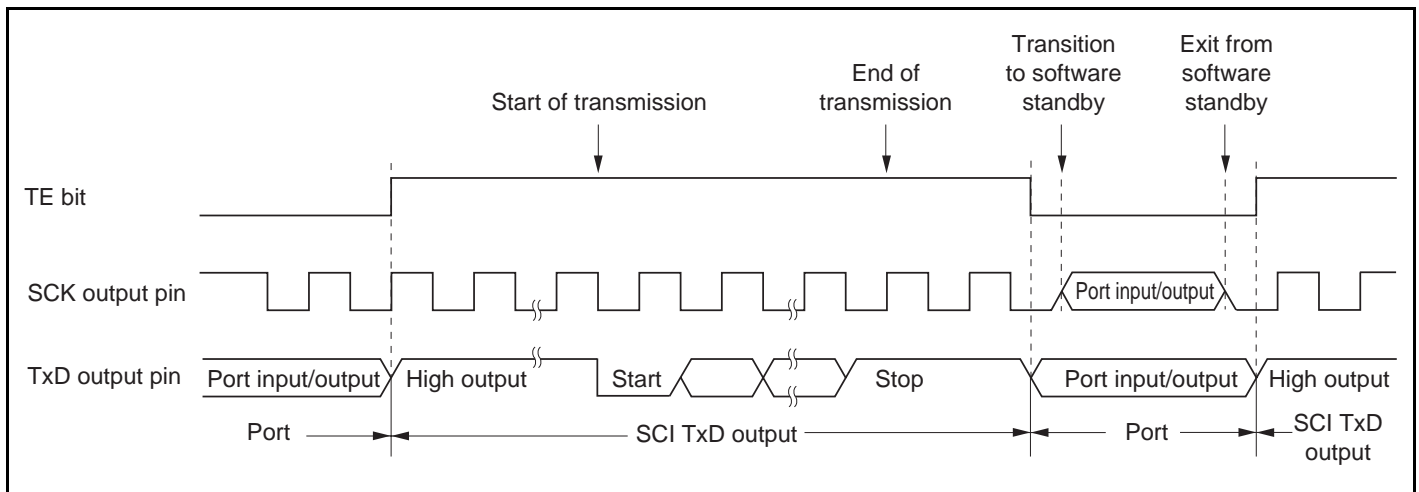 Start of transmission
End of
transmission
Transition
to software
standby
Exit from
software
standby
TE bit
SCK output pin
Port input/output
TxD output pin
Port input/output
High output
Start
Stop
Port input/output
High output
Port
SCI TxD output
Port
SCI TxD
output